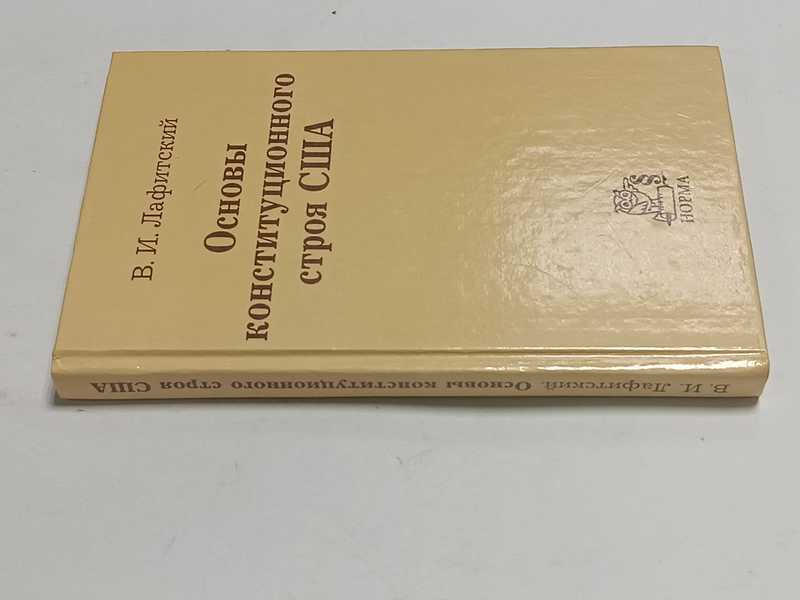 В. И. Лафитский
Основы
конституционного
строя США
§
§
НОРМА
В. И. Лафитский. Основы конституционного строя США